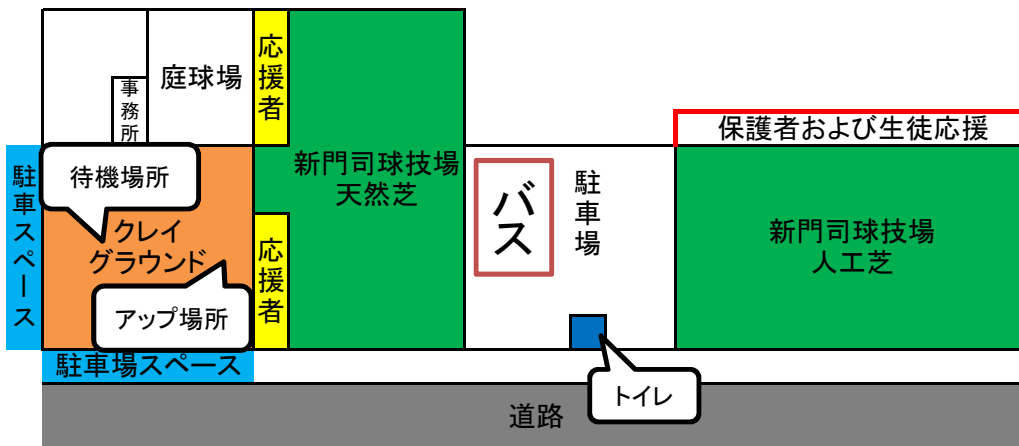 庭球場
事務所
応援者
新門司球技場
天然芝
保護者および生徒応援
駐車スペース
待機場所
クレイ
グラウンド
アップ場所
応援者
バス
駐車場
新門司球技場
人工芝
駐車場スペース
トイレ
道路